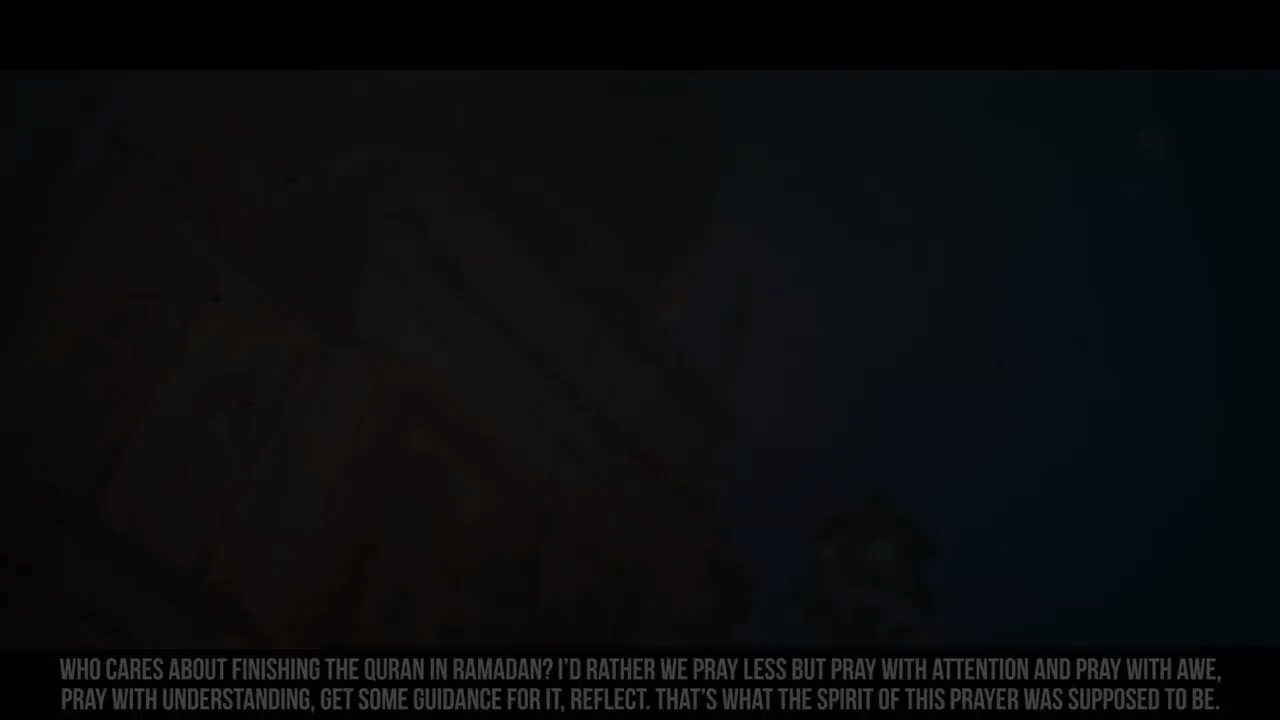 WHO CARES ABOUT FINISHING THE QURAN IN RAMADAN? I'D RATHER WE PRAY LESS BUT PRAY WITH ATTENTION AND PRAY WITH AWE,
PRAY WITH UNDERSTANDING, GET SOME GUIDANCE FOR IT, REFLECT. THAT'S WHAT THE SPIRIT OF THIS PRAYER WAS SUPPOSED TO BE.